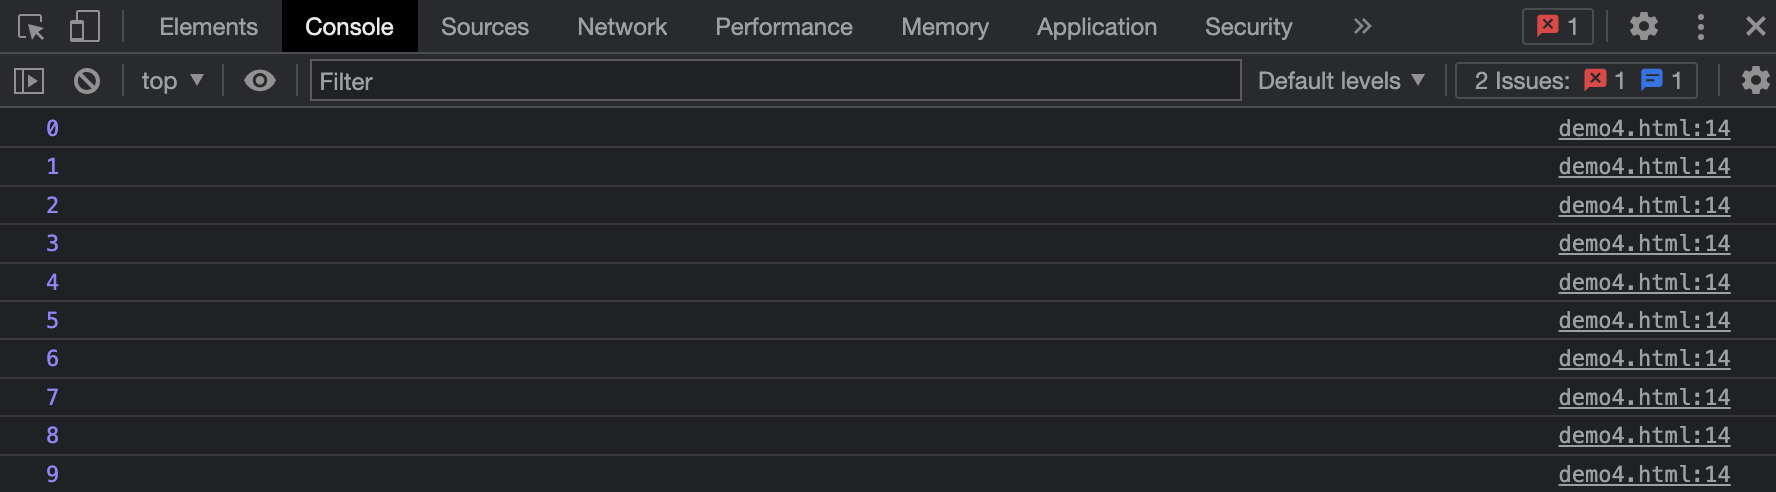 Elements Console Sources Network Performance Memory Application Security 1
top Filter Default levels 2 Issues: 1 1
0 demo4.html:14
1 demo4.html:14
2 demo4.html:14
3 demo4.html:14
4 demo4.html:14
5 demo4.html:14
6 demo4.html:14
7 demo4.html:14
8 demo4.html:14
9 demo4.html:14